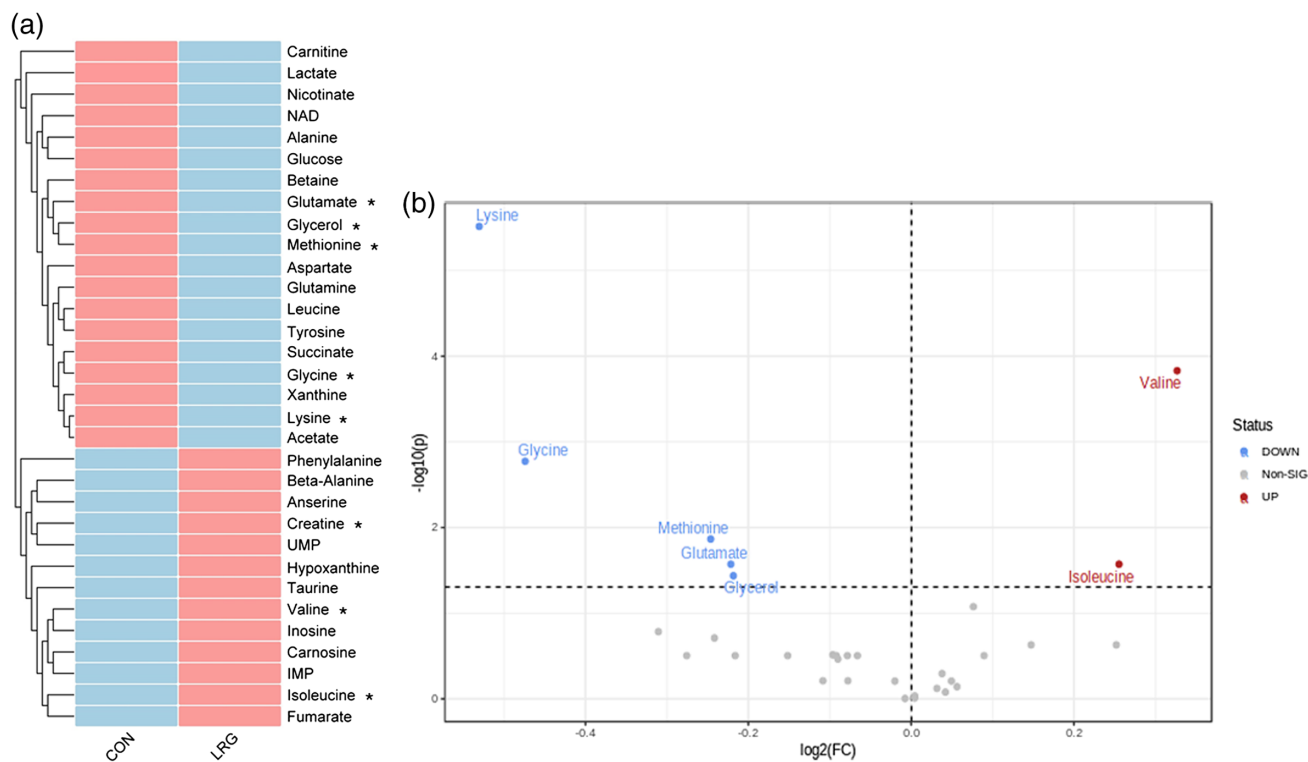 (a)
Carnitine
Lactate
Nicotinate
NAD
Alanine
Glucose
Betaine
Glutamate *
Glycerol *
Methionine *
Aspartate
Glutamine
Leucine
Tyrosine
Succinate
Glycine *
Xanthine
Lysine *
Acetate
Phenylalanine
Beta-Alanine
Anserine
Creatine *
UMP
Hypoxanthine
Taurine
Valine *
Inosine
Carnosine
IMP
Isoleucine *
Fumarate
CON
LRG
(b)
Lysine
4
Valine
Glycine
-log10(p)
Methionine
2
Glutamate
Glycerol
Isoleucine
0
-0.4
-0.2
0.0
0.2
log2(FC)
Status
DOWN
Non-SIG
UP